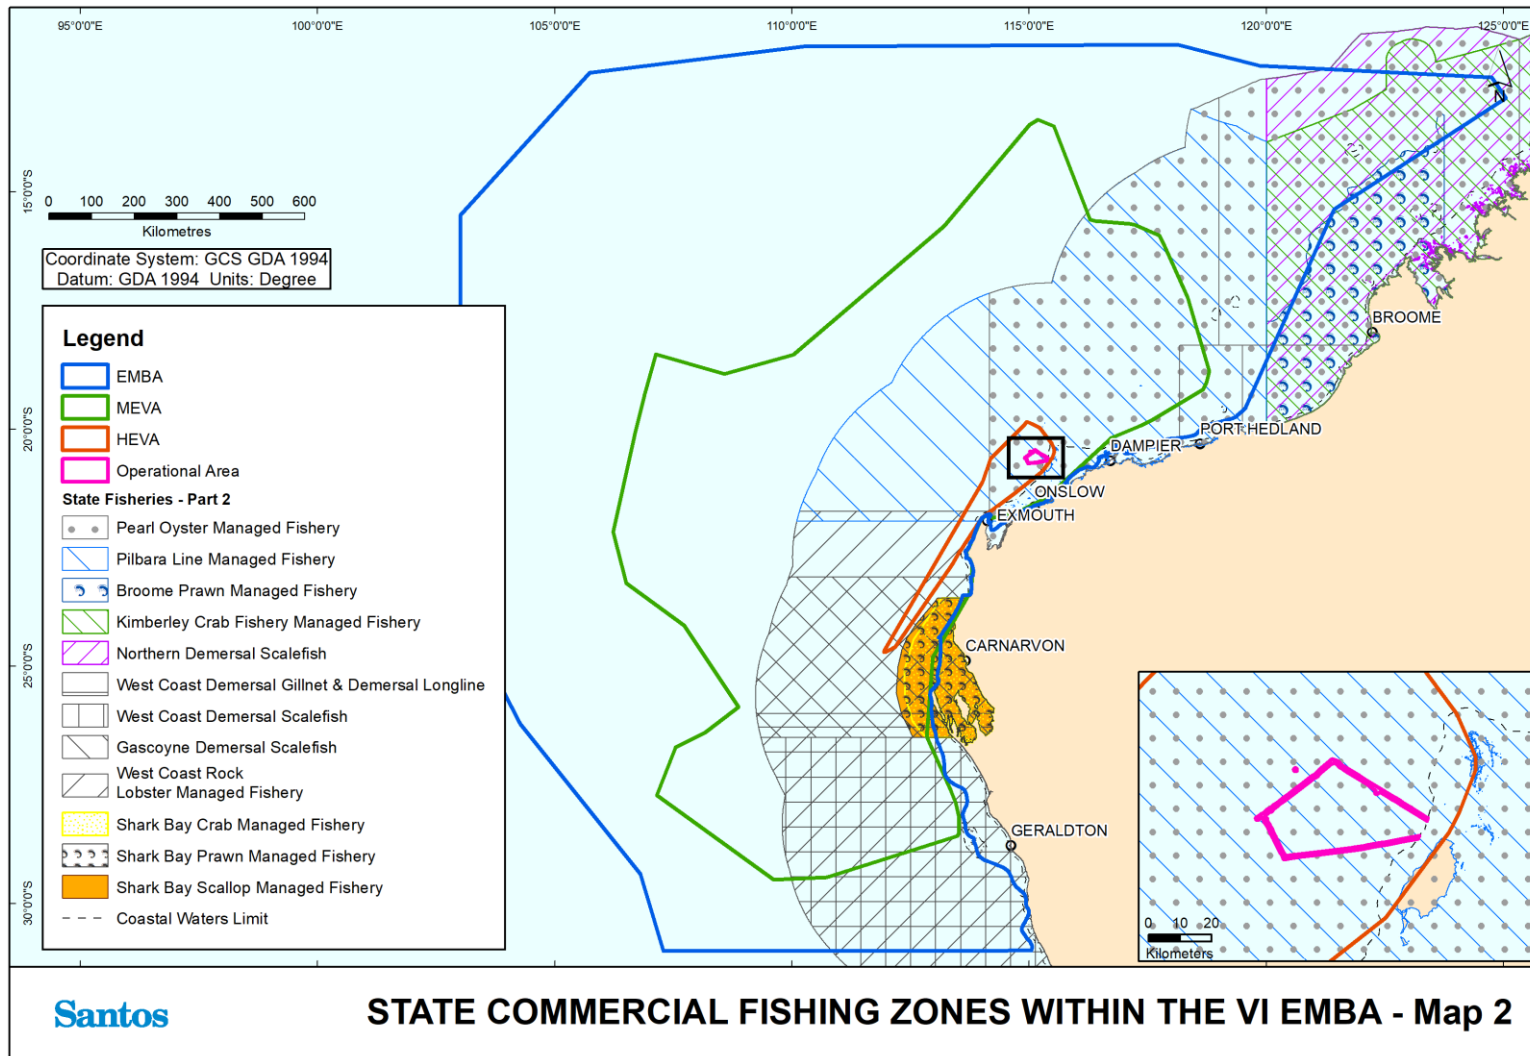 95°0'0"E 100°0'0"E 105°0'0"E 110°0'0"E 115°0'0"E 120°0'0"E 125°0'0"E
15°0'0"S
20°0'0"S
25°0'0"S
30°0'0"S
N
0 100 200 300 400 500 600
Kilometres
Coordinate System: GCS GDA 1994
Datum: GDA 1994 Units: Degree
Legend
EMBA
MEVA
HEVA
Operational Area
State Fisheries - Part 2
Pearl Oyster Managed Fishery
Pilbara Line Managed Fishery
Broome Prawn Managed Fishery
Kimberley Crab Fishery Managed Fishery
Northern Demersal Scalefish
West Coast Demersal Gillnet & Demersal Longline
West Coast Demersal Scalefish
Gascoyne Demersal Scalefish
West Coast Rock
Lobster Managed Fishery
Shark Bay Crab Managed Fishery
Shark Bay Prawn Managed Fishery
Shark Bay Scallop Managed Fishery
Coastal Waters Limit
BROOME
PORT HEDLAND
DAMPIER
ONSLOW
EXMOUTH
CARNARVON
GERALDTON
0 10 20
Kilometers
Santos
STATE COMMERCIAL FISHING ZONES WITHIN THE VI EMBA - Map 2